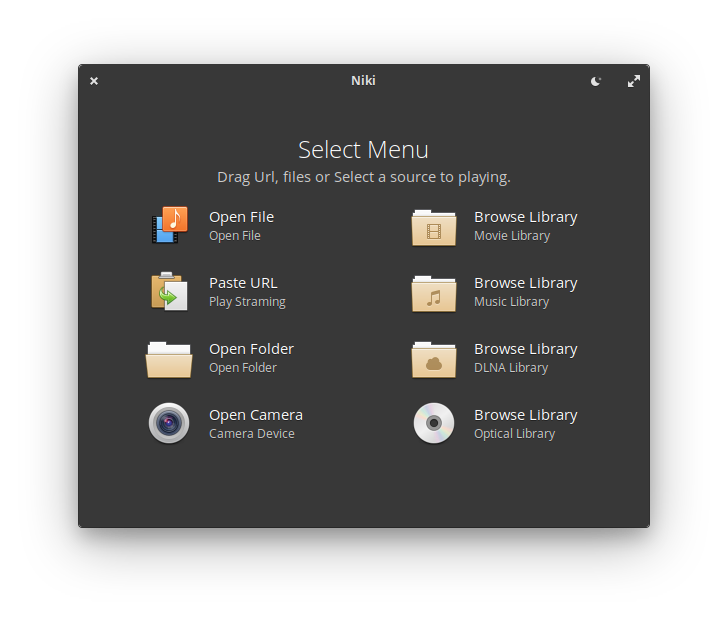 Niki
Select Menu
Drag Url, files or Select a source to playing.
Open File
Open File
Paste URL
Play Straming
Open Folder
Open Folder
Open Camera
Camera Device
Browse Library
Movie Library
Browse Library
Music Library
Browse Library
DLNA Library
Browse Library
Optical Library